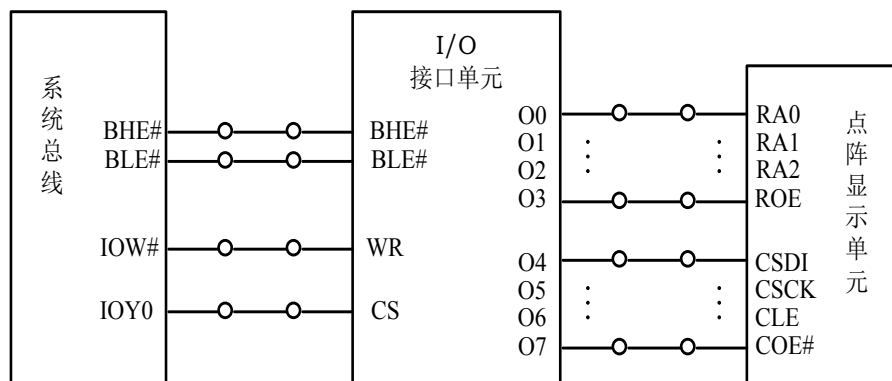 系统总线
BHE#
BLE#
IOW#
IOY0
I/O
接口单元
BHE#
BLE#
WR
CS
O0
O1
O2
O3
O4
O5
O6
O7
RA0
RA1
RA2
ROE
CSDI
CSCK
CLE
COE#
点阵显示单元